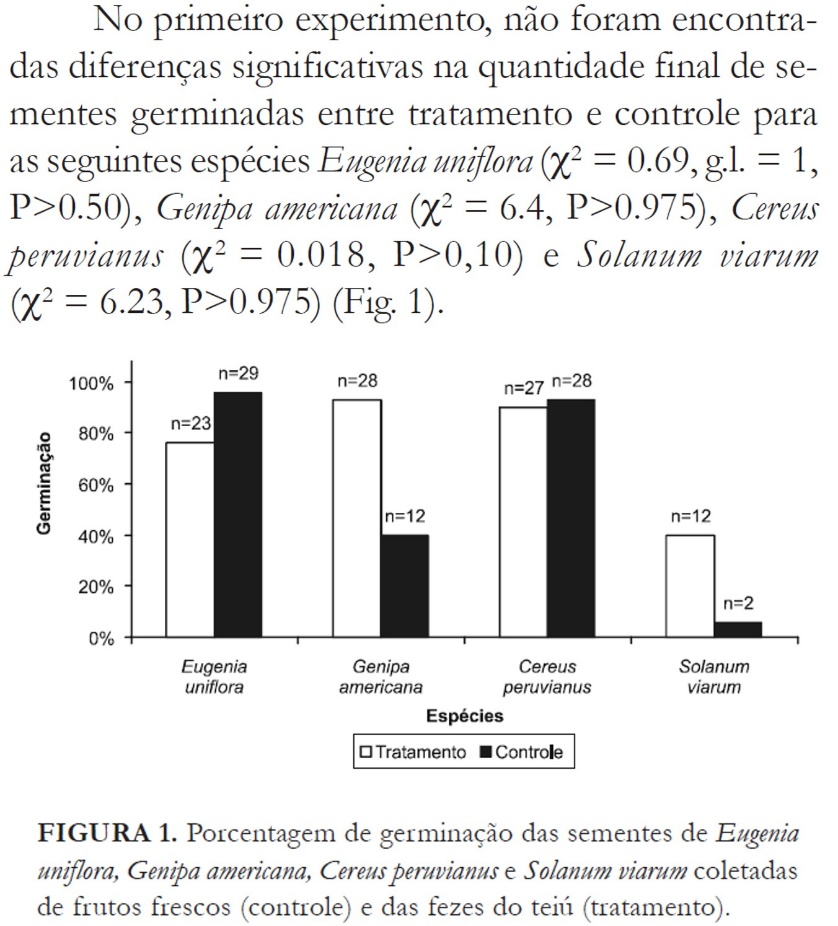 No primeiro experimento, não foram encontra-
das diferenças significativas na quantidade final de se-
mentes germinadas entre tratamento e controle para
as seguintes espécies Eugenia uniflora (χ² = 0.69, g.l. = 1,
P>0.50), Genipa americana (χ² = 6.4, P>0.975), Cereus
peruvianus (χ² = 0.018, P>0,10) e Solanum viarum
(χ² = 6.23, P>0.975) (Fig. 1).
Germinação
100%
80%
60%
40%
20%
0%
n=23
n=29
n=28
n=12
n=27
n=28
n=12
n=2
Eugenia
uniflora
Genipa
americana
Cereus
peruvianus
Solanum
viarum
Espécies
Tratamento Controle
FIGURA 1. Porcentagem de germinação das sementes de Eugenia
uniflora, Genipa americana, Cereus peruvianus e Solanum viarum coletadas
de frutos frescos (controle) e das fezes do teiú (tratamento).